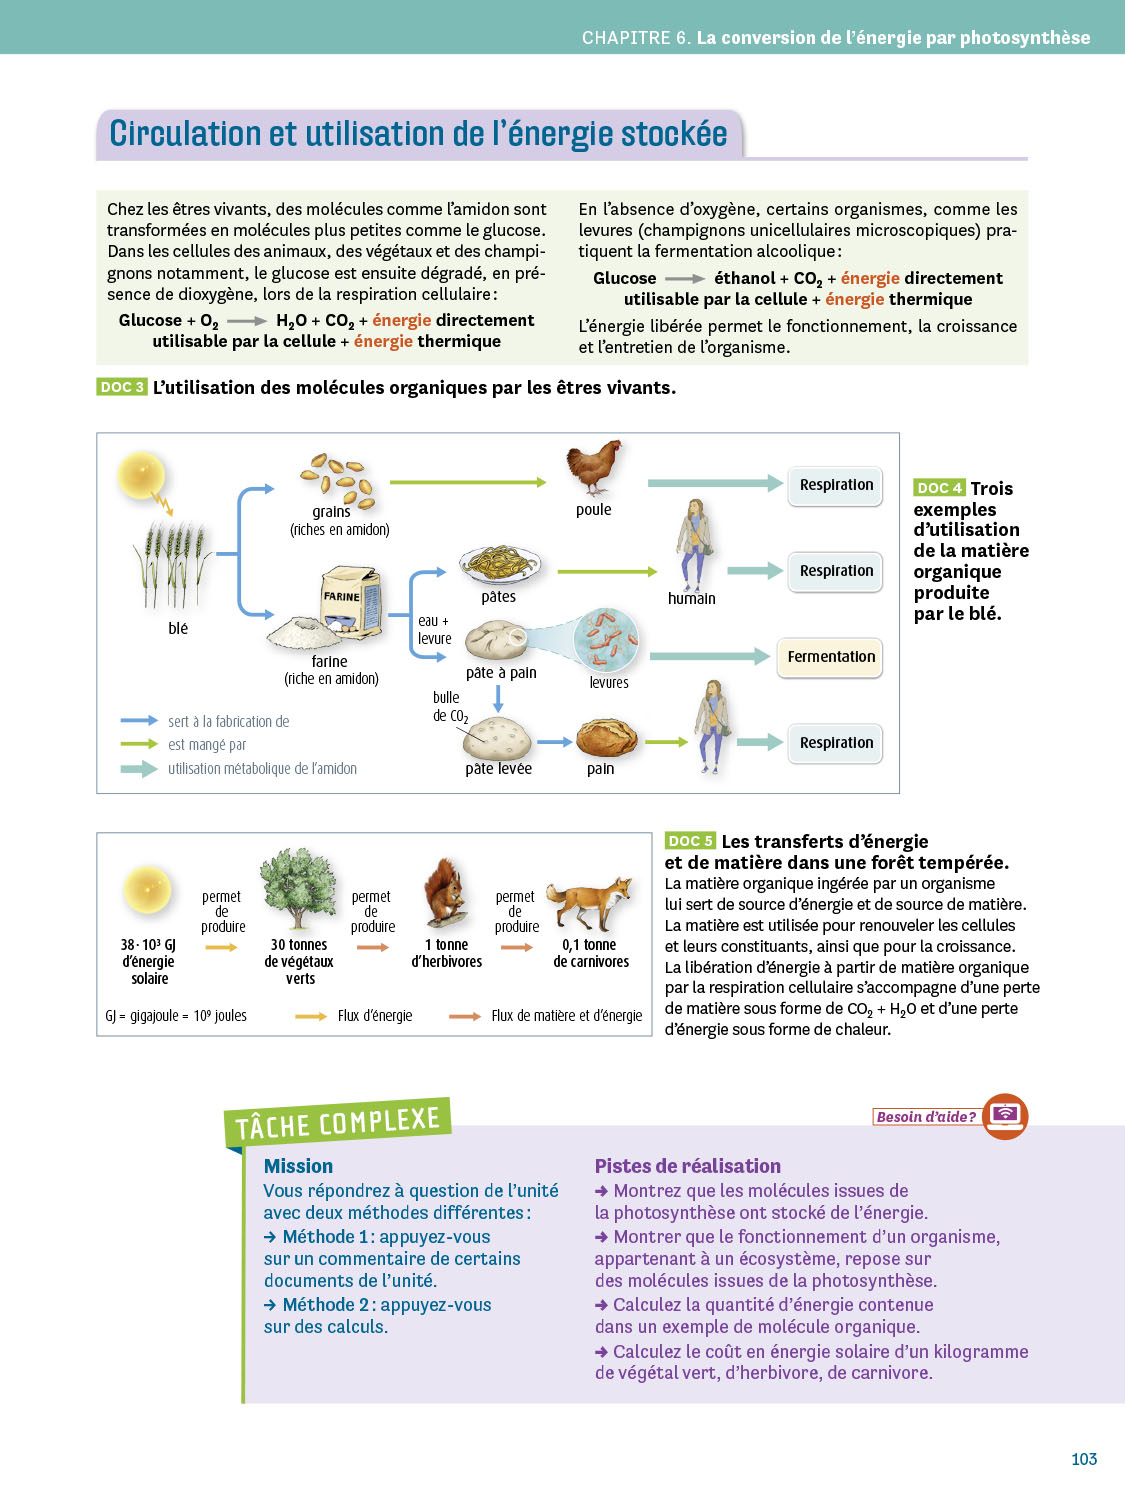 CHAPITRE 6. La conversion de l'énergie par photosynthèse
Circulation et utilisation de l'énergie stockée
Chez les êtres vivants, des molécules comme l'amidon sont
transformées en molécules plus petites comme le glucose.
Dans les cellules des animaux, des végétaux et des champi-
gnons notamment, le glucose est ensuite dégradé, en pré-
sence de dioxygène, lors de la respiration cellulaire :
Glucose + O₂ → H₂O + CO₂ + énergie directement
utilisable par la cellule + énergie thermique
En l'absence d'oxygène, certains organismes, comme les
levures (champignons unicellulaires microscopiques) pra-
tiquent la fermentation alcoolique :
Glucose → éthanol + CO₂ + énergie directement
utilisable par la cellule + énergie thermique
L'énergie libérée permet le fonctionnement, la croissance
et l'entretien de l'organisme.
DOC 3 L'utilisation des molécules organiques par les êtres vivants.
grains
(riches en amidon)
poule
Respiration
blé
FARINE
farine
(riche en amidon)
pâtes
humain
Respiration
eau +
levure
pâte à pain
levures
Fermentation
bulle
de CO₂
pâte levée
pain
Respiration
sert à la fabrication de
est mangé par
utilisation métabolique de l'amidon
DOC 4 Trois
exemples
d'utilisation
de la matière
organique
produite
par le blé.
38 · 10³ GJ
d'énergie
solaire
permet
de
produire
30 tonnes
de végétaux
verts
permet
de
produire
1 tonne
d'herbivores
permet
de
produire
0,1 tonne
de carnivores
GJ = gigajoule = 10⁹ joules
Flux d'énergie
Flux de matière et d'énergie
DOC 5 Les transferts d'énergie
et de matière dans une forêt tempérée.
La matière organique ingérée par un organisme
lui sert de source d'énergie et de source de matière.
La matière est utilisée pour renouveler les cellules
et leurs constituants, ainsi que pour la croissance.
La libération d'énergie à partir de matière organique
par la respiration cellulaire s'accompagne d'une perte
de matière sous forme de CO₂ + H₂O et d'une perte
d'énergie sous forme de chaleur.
TÂCHE COMPLEXE
Besoin d'aide ?
Mission
Vous répondrez à question de l'unité
avec deux méthodes différentes :
→ Méthode 1 : appuyez-vous
sur un commentaire de certains
documents de l'unité.
→ Méthode 2 : appuyez-vous
sur des calculs.
Pistes de réalisation
→ Montrez que les molécules issues de
la photosynthèse ont stocké de l'énergie.
→ Montrer que le fonctionnement d'un organisme,
appartenant à un écosystème, repose sur
des molécules issues de la photosynthèse.
→ Calculez la quantité d'énergie contenue
dans un exemple de molécule organique.
→ Calculez le coût en énergie solaire d'un kilogramme
de végétal vert, d'herbivore, de carnivore.
103